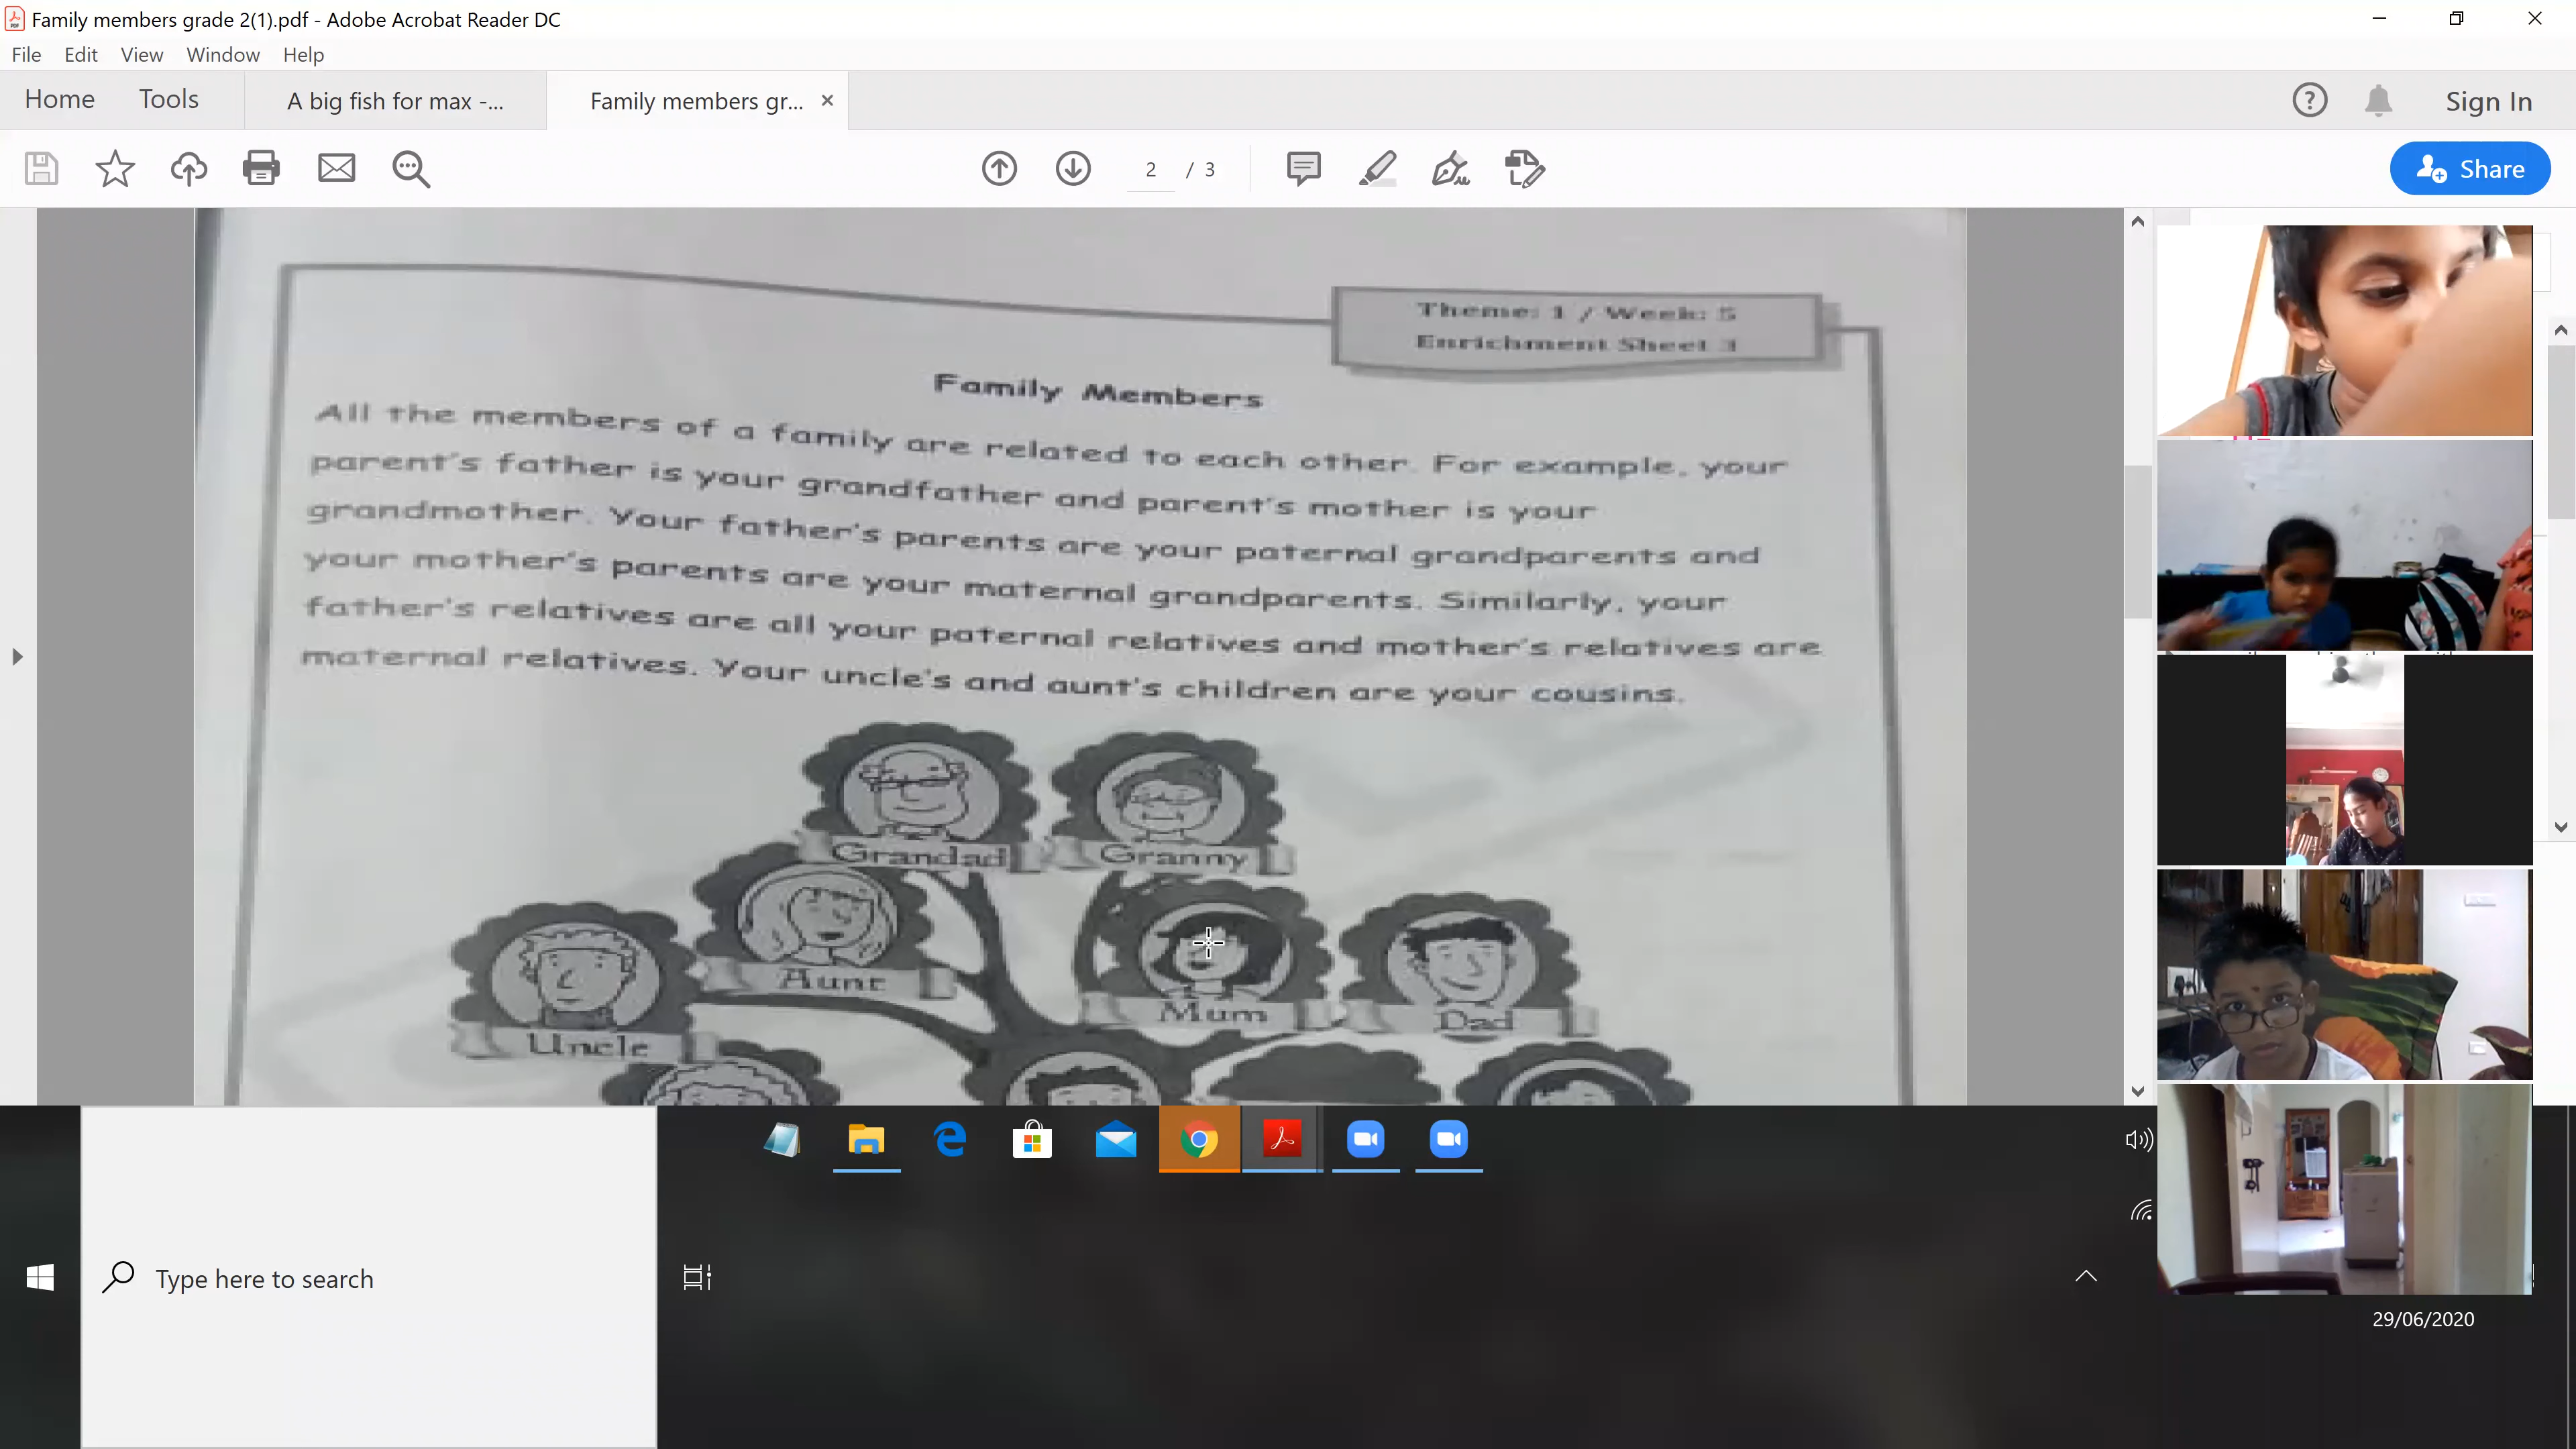 Family members grade 2(1).pdf - Adobe Acrobat Reader DC
File Edit View Window Help
Home Tools A big fish for max -... Family members gr... Sign In
2 / 3 Share
Theme: 1 / Week: 5
Enrichment Sheet 3
Family Members
All the members of a family are related to each other. For example, your
parent's father is your grandfather and parent's mother is your
grandmother. Your father's parents are your paternal grandparents and
your mother's parents are your maternal grandparents. Similarly, your
father's relatives are all your paternal relatives and mother's relatives are
maternal relatives. Your uncle's and aunt's children are your cousins.
Grandad Granny
Aunt
Mum Dad
Uncle
Type here to search
29/06/2020